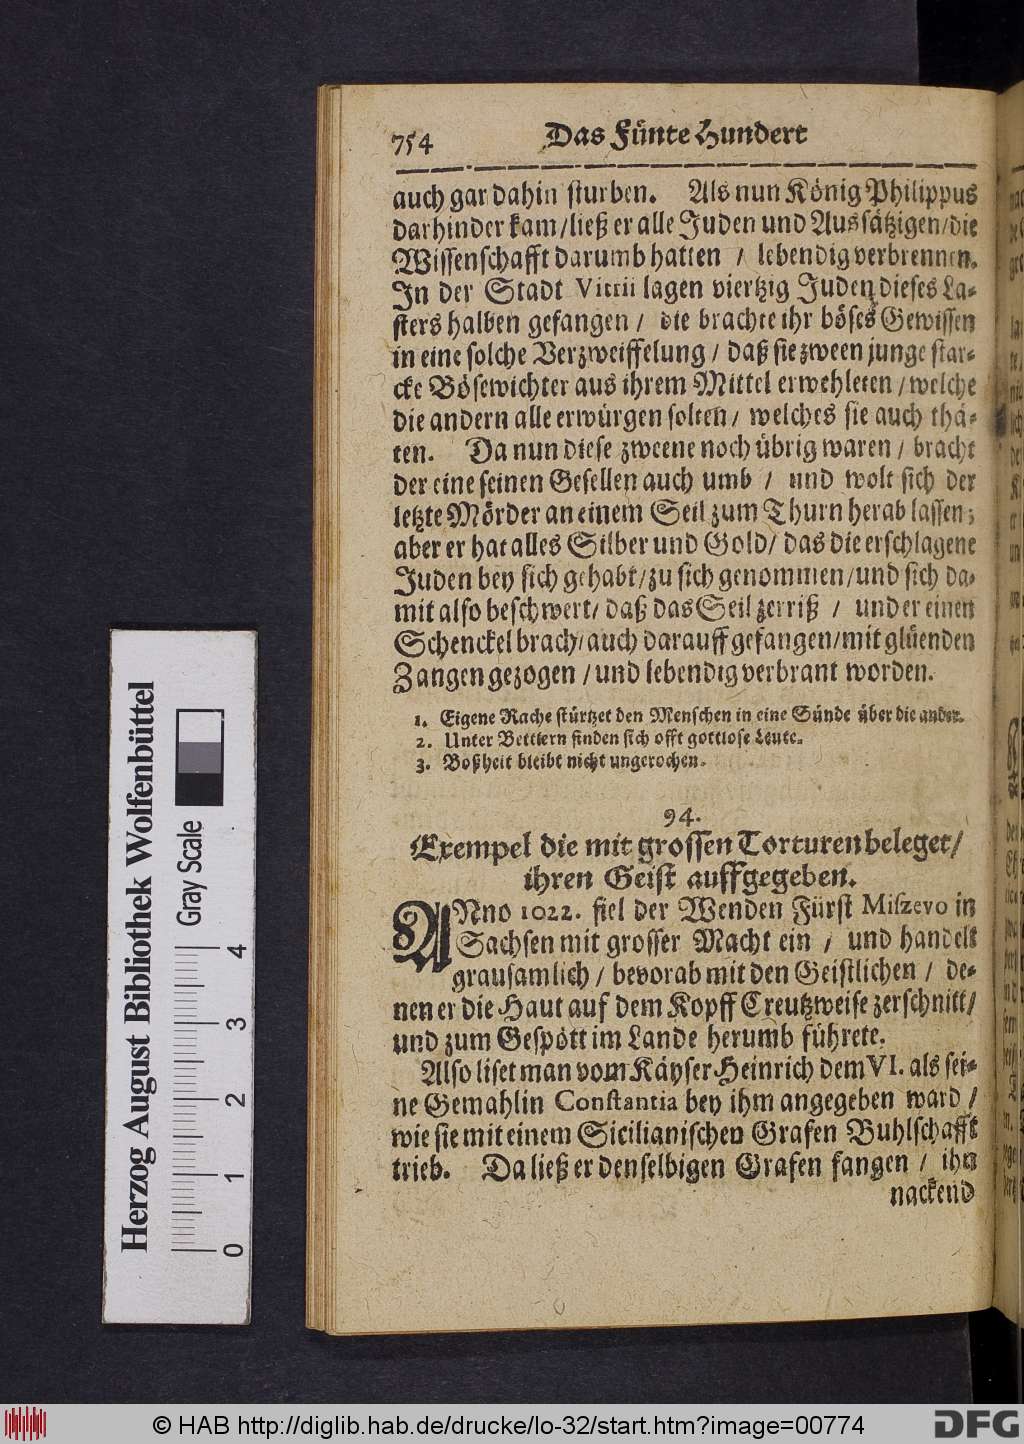 754 Das Fünte Hundert
auch gar dahin sturben. Als nun König Philippus
darhinder kam/ ließ er alle Juden und Aussätzigen/ die
Wissenschafft darumb hatten / lebendig verbrennen.
In der Stadt Vitrii lagen viertzig Juden dieses La-
sters halben gefangen / die brachte ihr böses Gewissen
in eine solche Verzweiffelung / daß sie zween junge star-
cke Bösewichter aus ihrem Mittel erwehleten / welche
die andern alle erwürgen solten / welches sie auch thä-
ten. Da nun diese zweene noch übrig waren / bracht
der eine seinen Gesellen auch umb / und wolt sich der
letzte Mörder an einem Seil zum Thurn herab lassen;
aber er hat alles Silber und Gold/ das die erschlagene
Juden bey sich gehabt/ zu sich genommen/ und sich da-
mit also beschwert/ daß das Seil zerriß / und er einen
Schenckel brach/ auch darauff gefangen/ mit glüenden
Zangen gezogen / und lebendig verbrant worden.
1. Eigene Rache stürtzet den Menschen in eine Sünde über die ander.
2. Unter Bettlern finden sich offt gottlose Leute.
3. Boßheit bleibt nicht ungerochen.
94.
Exempel die mit grossen Torturen beleget/
ihren Geist auffgegeben.
ANno 1022. fiel der Wenden Fürst Miszevo in
Sachsen mit grosser Macht ein / und handelt
grausamlich / bevorab mit den Geistlichen / de-
nen er die Haut auf dem Kopff Creutzweise zerschnitt/
und zum Gespött im Lande herumb führete.
Also liset man vom Käyser Heinrich dem VI. als sei-
ne Gemahlin Constantia bey ihm angegeben ward /
wie sie mit einem Sicilianischen Grafen Buhlschafft
trieb. Da ließ er denselbigen Grafen fangen / ihn
nackend
Herzog August Bibliothek Wolfenbüttel
Gray Scale
0 1 2 3 4
© HAB http://diglib.hab.de/drucke/lo-32/start.htm?image=00774
DFG